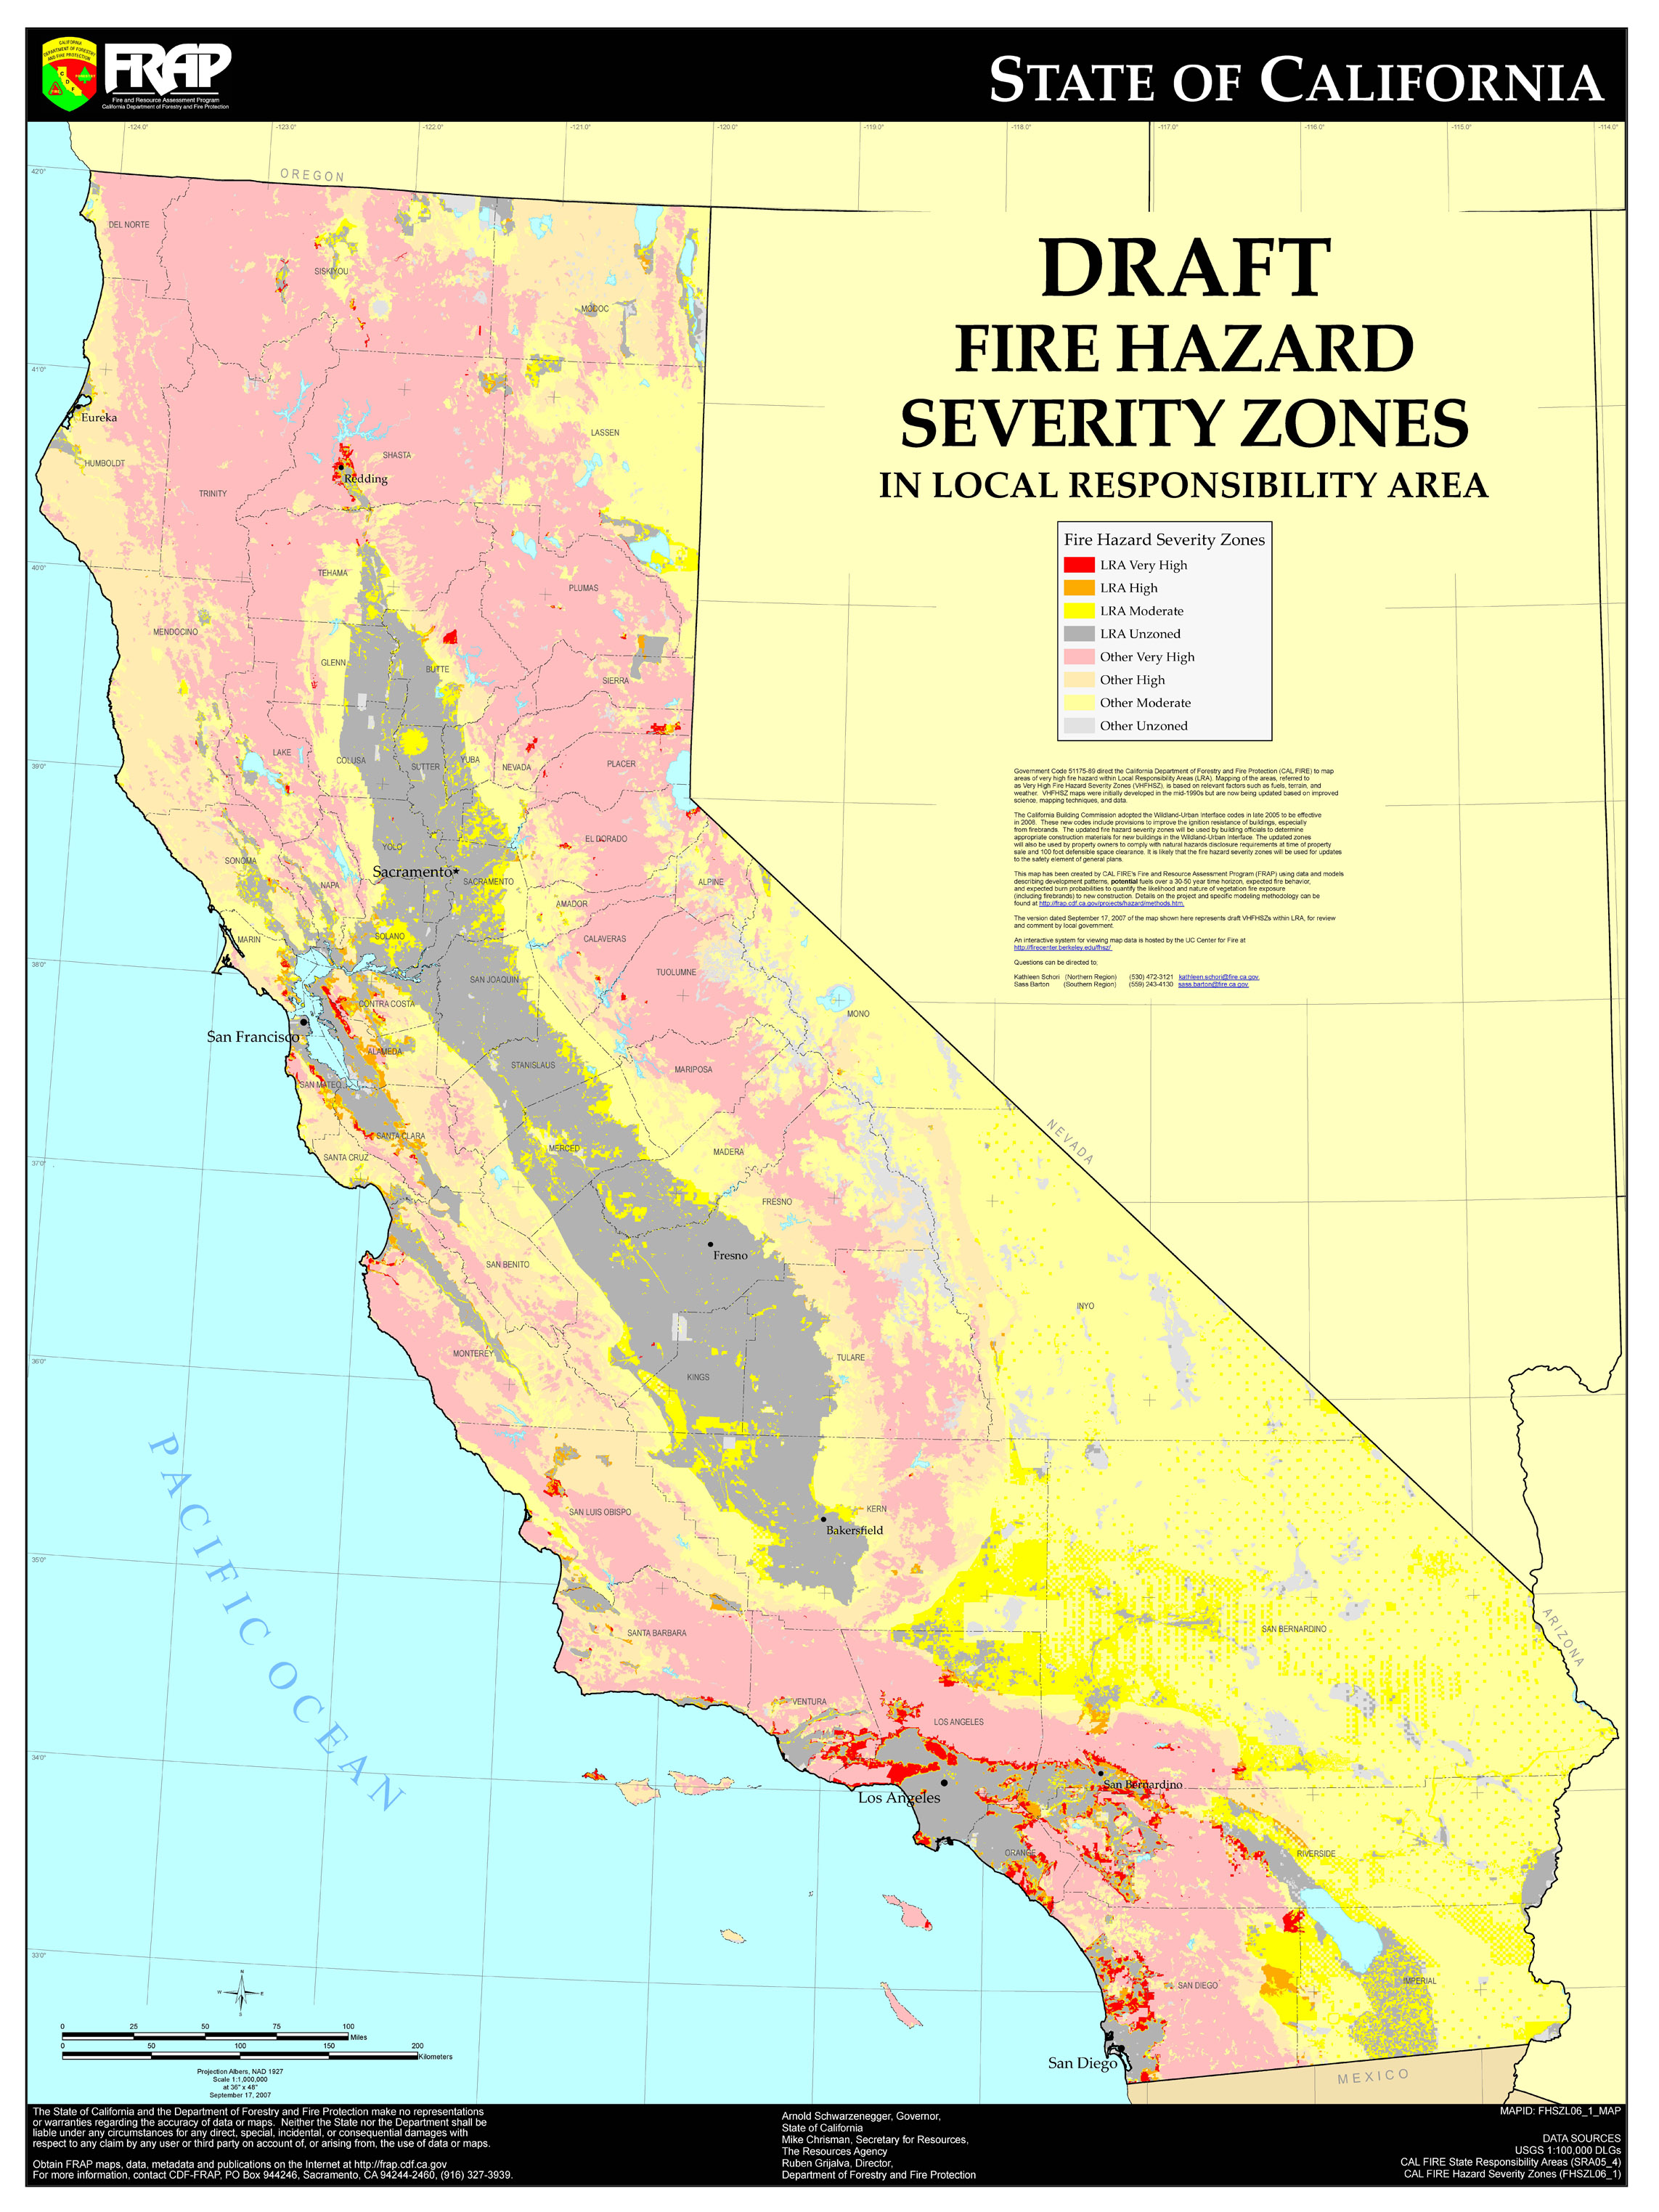 CALIFORNIA
DEPARTMENT OF FORESTRY
AND FIRE PROTECTION
FRAP
Fire and Resource Assessment Program
California Department of Forestry and Fire Protection
STATE OF CALIFORNIA
-124.0° -123.0° -122.0° -121.0° -120.0° -119.0° -118.0° -117.0° -116.0° -115.0° -114.0°
42°0"
OREGON
DEL NORTE
SISKIYOU
MODOC
DRAFT
FIRE HAZARD
SEVERITY ZONES
IN LOCAL RESPONSIBILITY AREA
41°0"
Eureka
HUMBOLDT
TRINITY
SHASTA
Redding
LASSEN
Fire Hazard Severity Zones
LRA Very High
LRA High
LRA Moderate
LRA Unzoned
Other Very High
Other High
Other Moderate
Other Unzoned
40°0"
TEHAMA
PLUMAS
MENDOCINO
GLENN
BUTTE
SIERRA
39°0"
LAKE
COLUSA
SUTTER
YUBA
NEVADA
PLACER
Government Code 51175-89 direct the California Department of Forestry and Fire Protection (CAL FIRE) to map
areas of very high fire hazard within Local Responsibility Areas (LRA). Mapping of the areas, referred to
as Very High Fire Hazard Severity Zones (VHFHSZ), is based on relevant factors such as fuels, terrain, and
weather. VHFHSZ maps were initially developed in the mid-1990s but are now being updated based on improved
science, mapping techniques, and data.
The California Building Commission adopted the Wildland-Urban Interface codes in late 2005 to be effective
in 2008. These new codes include provisions to improve the ignition resistance of buildings, especially
from firebrands. The updated fire hazard severity zones will be used by building officials to determine
appropriate construction materials for new buildings in the Wildland-Urban Interface. The updated zones
will also be used by property owners to comply with natural hazards disclosure requirements at time of property
sale and 100 foot defensible space clearance. It is likely that the fire hazard severity zones will be used for updates
to the safety element of general plans.
This map has been created by CAL FIRE's Fire and Resource Assessment Program (FRAP) using data and models
describing development patterns, potential fuels over a 30-50 year time horizon, expected fire behavior,
and expected burn probabilities to quantify the likelihood and nature of vegetation fire exposure
(including firebrands) to new construction. Details on the project and specific modeling methodology can be
found at http://frap.cdf.ca.gov/projects/hazard/methods.htm.
The version dated September 17, 2007 of the map shown here represents draft VHFHSZs within LRA, for review
and comment by local government.
An interactive system for viewing map data is hosted by the UC Center for Fire at
http://firecenter.berkeley.edu/fhsz/
Questions can be directed to:
Kathleen Schori (Northern Region) (530) 472-3121 kathleen.schori@fire.ca.gov
Sass Barton (Southern Region) (559) 243-4130 sass.barton@fire.ca.gov
EL DORADO
YOLO
SONOMA
NAPA
Sacramento
SACRAMENTO
ALPINE
AMADOR
MARIN
SOLANO
CALAVERAS
38°0"
SAN JOAQUIN
TUOLUMNE
CONTRA COSTA
MONO
San Francisco
ALAMEDA
STANISLAUS
MARIPOSA
SAN MATEO
SANTA CLARA
MERCED
MADERA
NEVADA
37°0"
SANTA CRUZ
FRESNO
Fresno
SAN BENITO
INYO
36°0"
MONTEREY
KINGS
TULARE
PACIFIC OCEAN
SAN LUIS OBISPO
KERN
Bakersfield
35°0"
SANTA BARBARA
SAN BERNARDINO
ARIZONA
VENTURA
LOS ANGELES
34°0"
Los Angeles
San Bernardino
ORANGE
RIVERSIDE
33°0"
SAN DIEGO
IMPERIAL
San Diego
MEXICO
N
W E
S
0 25 50 75 100
Miles
0 50 100 150 200
Kilometers
Projection Albers, NAD 1927
Scale 1:1,000,000
at 36" x 48"
September 17, 2007
The State of California and the Department of Forestry and Fire Protection make no representations
or warranties regarding the accuracy of data or maps. Neither the State nor the Department shall be
liable under any circumstances for any direct, special, incidental, or consequential damages with
respect to any claim by any user or third party on account of, or arising from, the use of data or maps.
Obtain FRAP maps, data, metadata and publications on the Internet at http://frap.cdf.ca.gov
For more information, contact CDF-FRAP, PO Box 944246, Sacramento, CA 94244-2460, (916) 327-3939.
Arnold Schwarzenegger, Governor,
State of California
Mike Chrisman, Secretary for Resources,
The Resources Agency
Ruben Grijalva, Director,
Department of Forestry and Fire Protection
MAPID: FHSZL06_1_MAP
DATA SOURCES
USGS 1:100,000 DLGs
CAL FIRE State Responsibility Areas (SRA05_4)
CAL FIRE Hazard Severity Zones (FHSZL06_1)